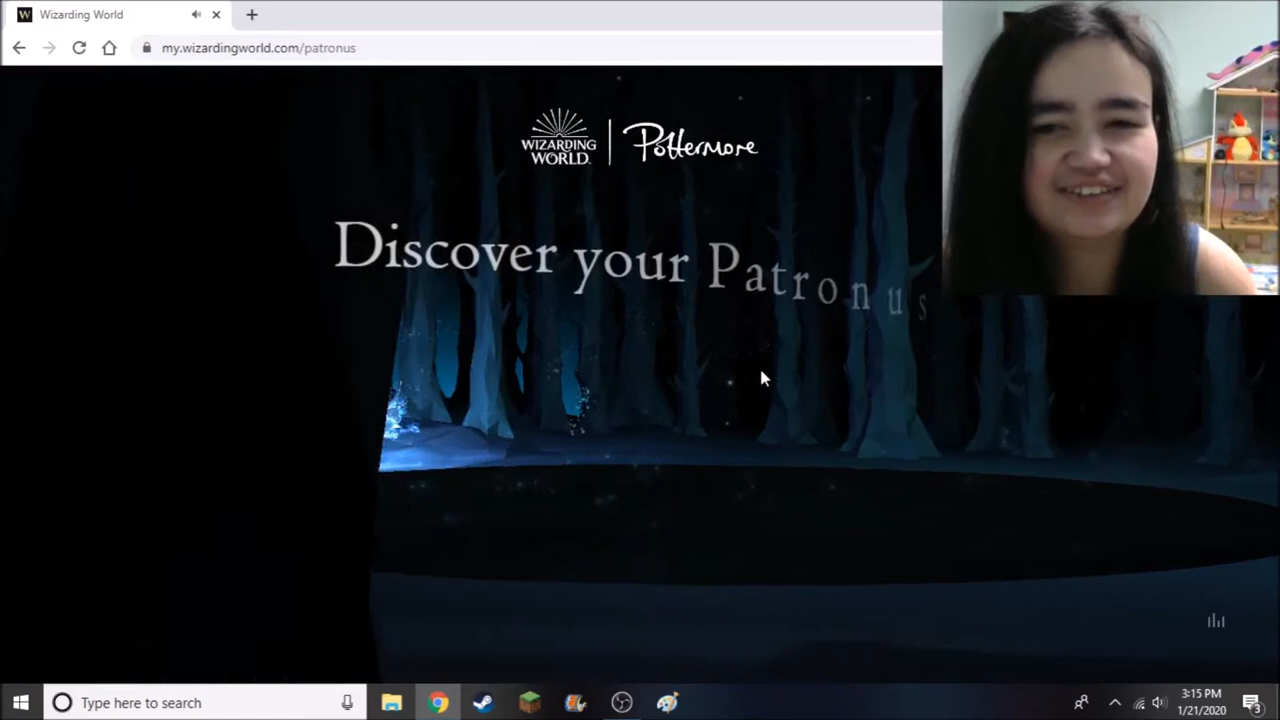 Wizarding World
my.wizardingworld.com/patronus
WIZARDING WORLD
Pottermore
Discover your Patronus
Type here to search
3:15 PM
1/21/2020
3